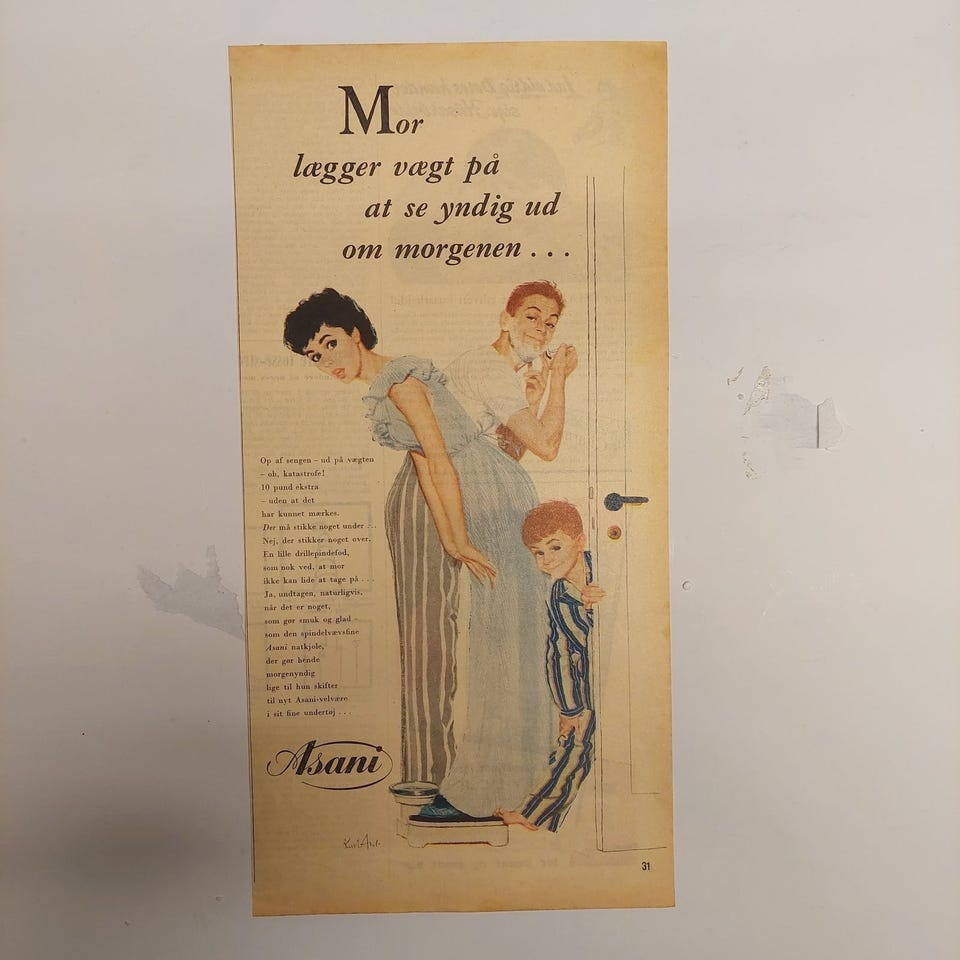 Mor
lægger vægt på
at se yndig ud
om morgenen . . .
Op af sengen – ud på vægten
– oh, katastrofe!
10 pund ekstra
– uden at det
har kunnet mærkes.
Der må stikke noget under . . .
Nej, der stikker noget over.
En lille drillepindefod,
som nok ved, at mor
ikke kan lide at tage på . . .
Ja, undtagen, naturligvis,
når det er noget,
som gør smuk og glad –
som den spindelvævsfine
Asani natkjole,
der gør hende
morgenyndig
lige til hun skifter
til nyt Asani-velvære
i sit fine undertøj . . .
Asani
31